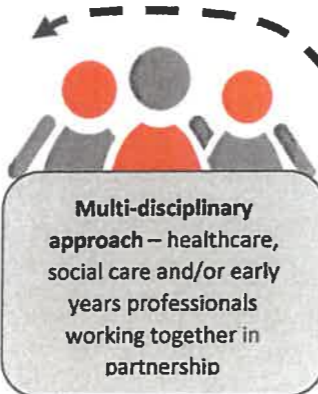 Multi-disciplinary
approach – healthcare,
social care and/or early
years professionals
working together in
partnership